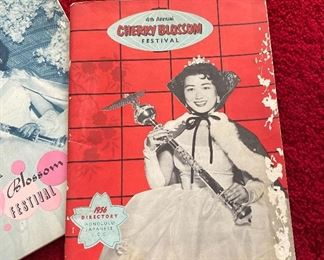 4th Annual
CHERRY BLOSSOM
FESTIVAL
1956
DIRECTORY
HONOLULU
JAPANESE
C.C.
Blossom
FESTIVAL